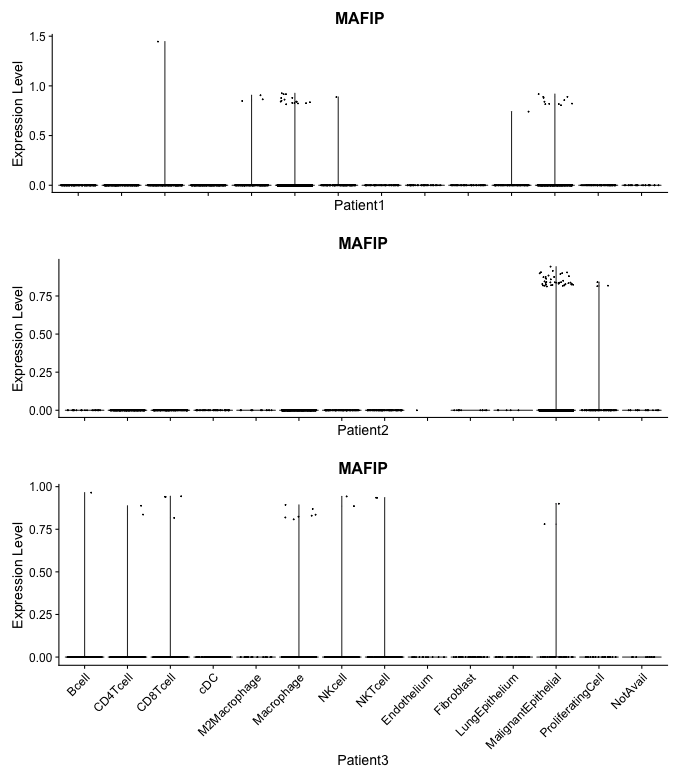 MAFIP
Expression Level
1.5
1.0
0.5
0.0
Patient1
MAFIP
Expression Level
0.75
0.50
0.25
0.00
Patient2
MAFIP
Expression Level
1.00
0.75
0.50
0.25
0.00
Bcell
CD4Tcell
CD8Tcell
cDC
M2Macrophage
Macrophage
NKcell
NKTcell
Endothelium
Fibroblast
LungEpithelium
MalignantEpithelial
ProliferatingCell
NotAvail
Patient3